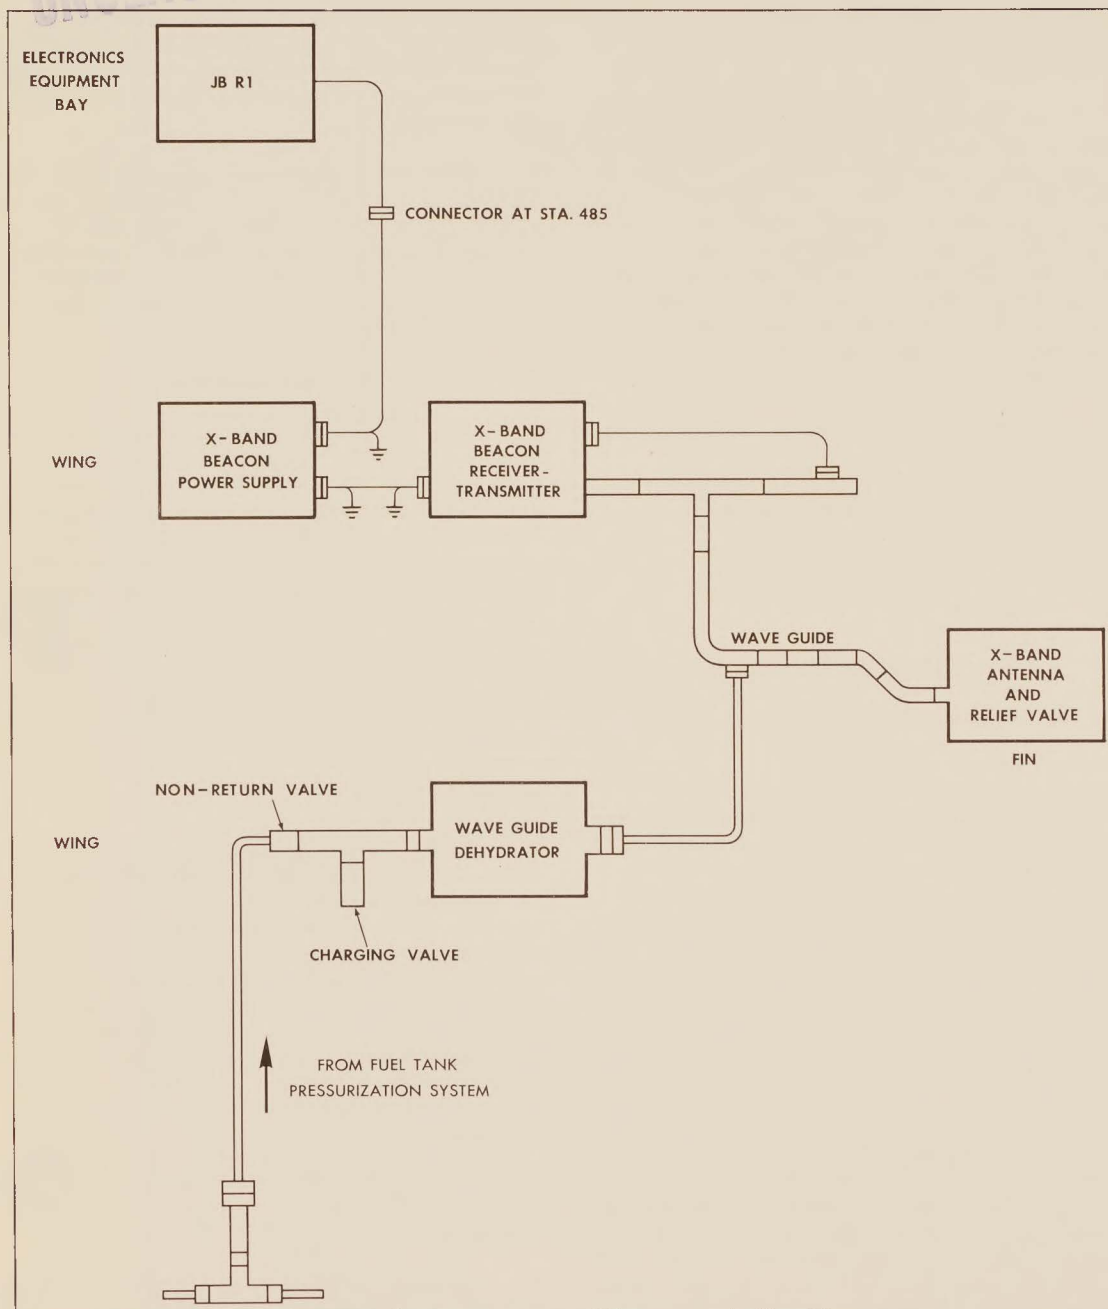 ELECTRONICS
EQUIPMENT
BAY
JB R1
CONNECTOR AT STA. 485
WING
X-BAND
BEACON
POWER SUPPLY
X-BAND
BEACON
RECEIVER-
TRANSMITTER
WAVE GUIDE
X-BAND
ANTENNA
AND
RELIEF VALVE
FIN
NON-RETURN VALVE
WING
WAVE GUIDE
DEHYDRATOR
CHARGING VALVE
FROM FUEL TANK
PRESSURIZATION SYSTEM